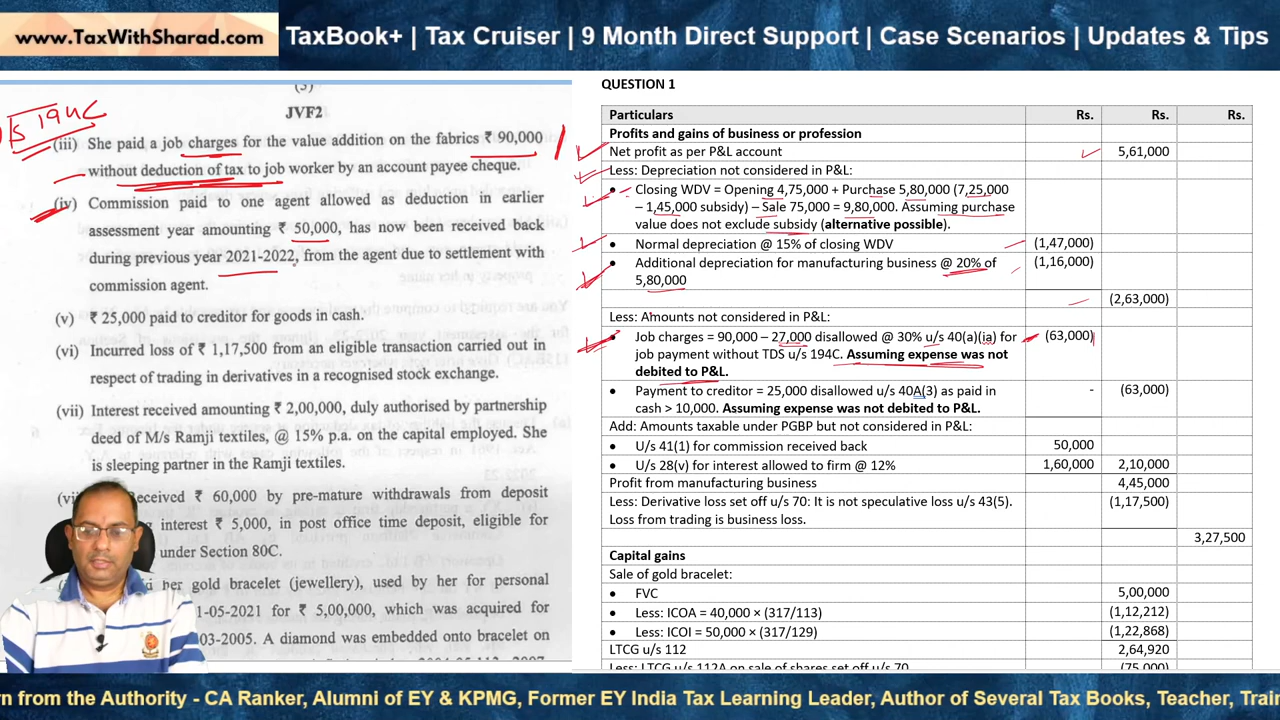 www.TaxWithSharad.com
TaxBook+ | Tax Cruiser | 9 Month Direct Support | Case Scenarios | Updates & Tips
(3)
JVF2
S 194C
(iii) She paid a job charges for the value addition on the fabrics ₹ 90,000
without deduction of tax to job worker by an account payee cheque.
(iv) Commission paid to one agent allowed as deduction in earlier
assessment year amounting ₹ 50,000, has now been received back
during previous year 2021-2022, from the agent due to settlement with
commission agent.
(v) ₹ 25,000 paid to creditor for goods in cash.
(vi) Incurred loss of ₹ 1,17,500 from an eligible transaction carried out in
respect of trading in derivatives in a recognised stock exchange.
(vii) Interest received amounting ₹ 2,00,000, duly authorised by partnership
deed of M/s Ramji textiles, @ 15% p.a. on the capital employed. She
is sleeping partner in the Ramji textiles.
Received ₹ 60,000 by pre-mature withdrawals from deposit
interest ₹ 5,000, in post office time deposit, eligible for
under Section 80C.
her gold bracelet (jewellery), used by her for personal
1-05-2021 for ₹ 5,00,000, which was acquired for
03-2005. A diamond was embedded onto bracelet on
QUESTION 1
Particulars Rs. Rs. Rs.
Profits and gains of business or profession
Net profit as per P&L account 5,61,000
Less: Depreciation not considered in P&L:
• Closing WDV = Opening 4,75,000 + Purchase 5,80,000 (7,25,000
– 1,45,000 subsidy) – Sale 75,000 = 9,80,000. Assuming purchase
value does not exclude subsidy (alternative possible).
• Normal depreciation @ 15% of closing WDV (1,47,000)
• Additional depreciation for manufacturing business @ 20% of (1,16,000)
5,80,000
(2,63,000)
Less: Amounts not considered in P&L:
• Job charges = 90,000 – 27,000 disallowed @ 30% u/s 40(a)(ia) for (63,000)
job payment without TDS u/s 194C. Assuming expense was not
debited to P&L.
• Payment to creditor = 25,000 disallowed u/s 40A(3) as paid in - (63,000)
cash > 10,000. Assuming expense was not debited to P&L.
Add: Amounts taxable under PGBP but not considered in P&L:
• U/s 41(1) for commission received back 50,000
• U/s 28(v) for interest allowed to firm @ 12% 1,60,000 2,10,000
Profit from manufacturing business 4,45,000
Less: Derivative loss set off u/s 70: It is not speculative loss u/s 43(5). (1,17,500)
Loss from trading is business loss.
3,27,500
Capital gains
Sale of gold bracelet:
• FVC 5,00,000
• Less: ICOA = 40,000 × (317/113) (1,12,212)
• Less: ICOI = 50,000 × (317/129) (1,22,868)
LTCG u/s 112 2,64,920
Less: LTCG u/s 112A on sale of shares set off u/s 70 (75,000)
n from the Authority - CA Ranker, Alumni of EY & KPMG, Former EY India Tax Learning Leader, Author of Several Tax Books, Teacher, Train